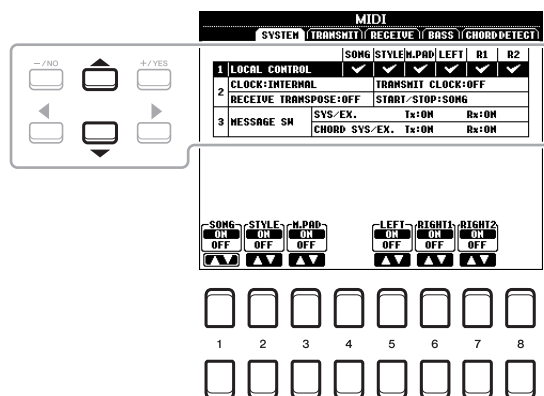 MIDI
SYSTEM TRANSMIT RECEIVE BASS CHORD DETECT
-/NO +/YES
SONG STYLE M.PAD LEFT R1 R2
1 LOCAL CONTROL
2 CLOCK:INTERNAL TRANSMIT CLOCK:OFF
RECEIVE TRANSPOSE:OFF START/STOP:SONG
3 MESSAGE SW SYS/EX. Tx:ON Rx:ON
CHORD SYS/EX. Tx:ON Rx:ON
SONG STYLE M.PAD LEFT RIGHT1 RIGHT2
ON ON ON ON ON ON
OFF OFF OFF OFF OFF OFF
1 2 3 4 5 6 7 8